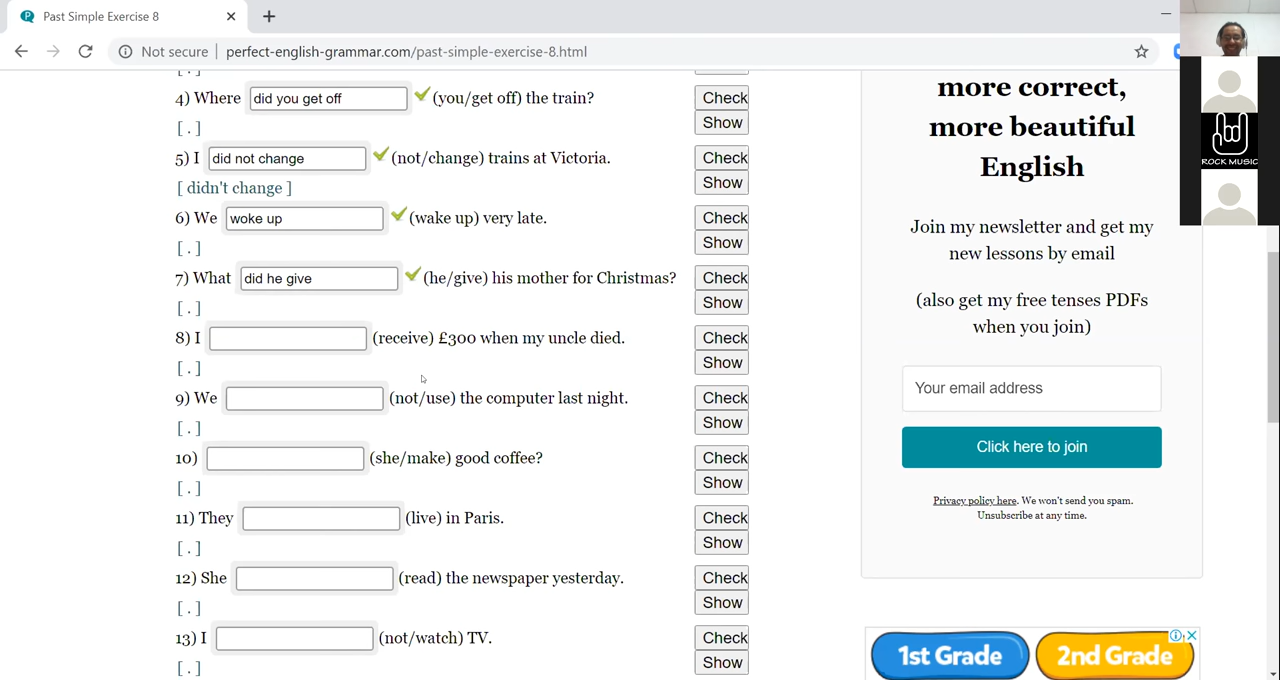 Past Simple Exercise 8
Not secure
perfect-english-grammar.com/past-simple-exercise-8.html
[ . ]
4) Where did you get off (you/get off) the train? Check
Show
[ . ]
5) I did not change (not/change) trains at Victoria. Check
Show
[ didn't change ]
6) We woke up (wake up) very late. Check
Show
[ . ]
7) What did he give (he/give) his mother for Christmas? Check
Show
[ . ]
8) I (receive) £300 when my uncle died. Check
Show
[ . ]
9) We (not/use) the computer last night. Check
Show
[ . ]
10) (she/make) good coffee? Check
Show
[ . ]
11) They (live) in Paris. Check
Show
[ . ]
12) She (read) the newspaper yesterday. Check
Show
[ . ]
13) I (not/watch) TV. Check
Show
[ . ]
more correct,
more beautiful
English
Join my newsletter and get my
new lessons by email
(also get my free tenses PDFs
when you join)
Your email address
Click here to join
Privacy policy here. We won't send you spam.
Unsubscribe at any time.
1st Grade
2nd Grade
ROCK MUSIC